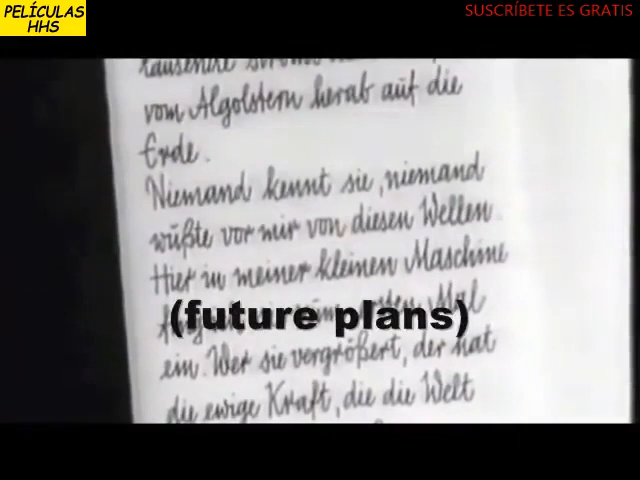 PELÍCULAS
HHS
SUSCRÍBETE ES GRATIS
vom Algolstern herab auf die
Erde.
Niemand kennt sie, niemand
wüßte vor mir von diesen Wellen.
Hier in meiner kleinen Maschine
(future plans)
ein. Wer sie vergrößert, der hat
die ewige Kraft, die die Welt